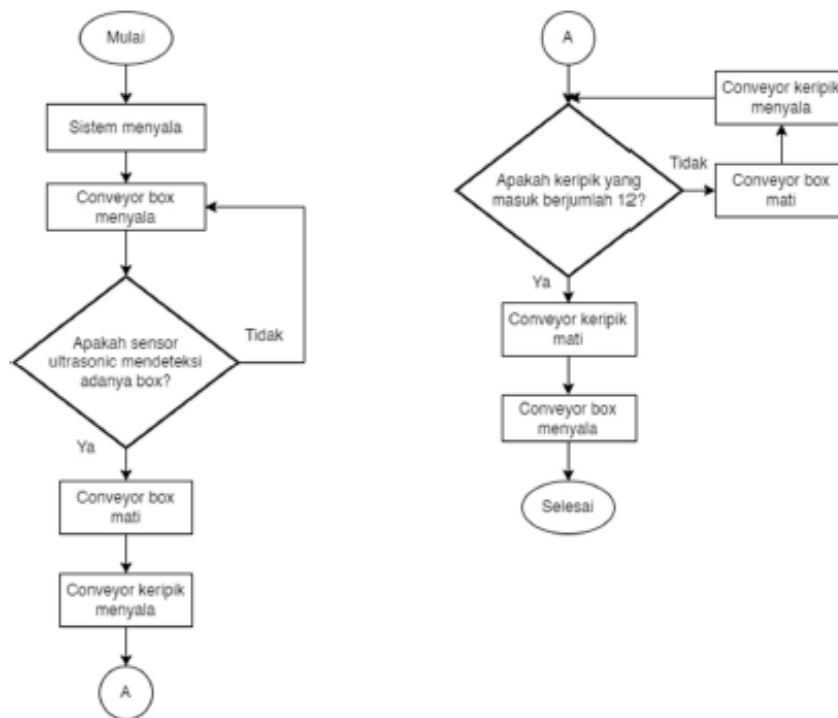 Mulai
Sistem menyala
Conveyor box
menyala
Apakah sensor
ultrasonic mendeteksi
adanya box?
Tidak
Ya
Conveyor box
mati
Conveyor keripik
menyala
A
A
Apakah keripik yang
masuk berjumlah 12?
Tidak
Conveyor box
mati
Conveyor keripik
menyala
Ya
Conveyor keripik
mati
Conveyor box
menyala
Selesai